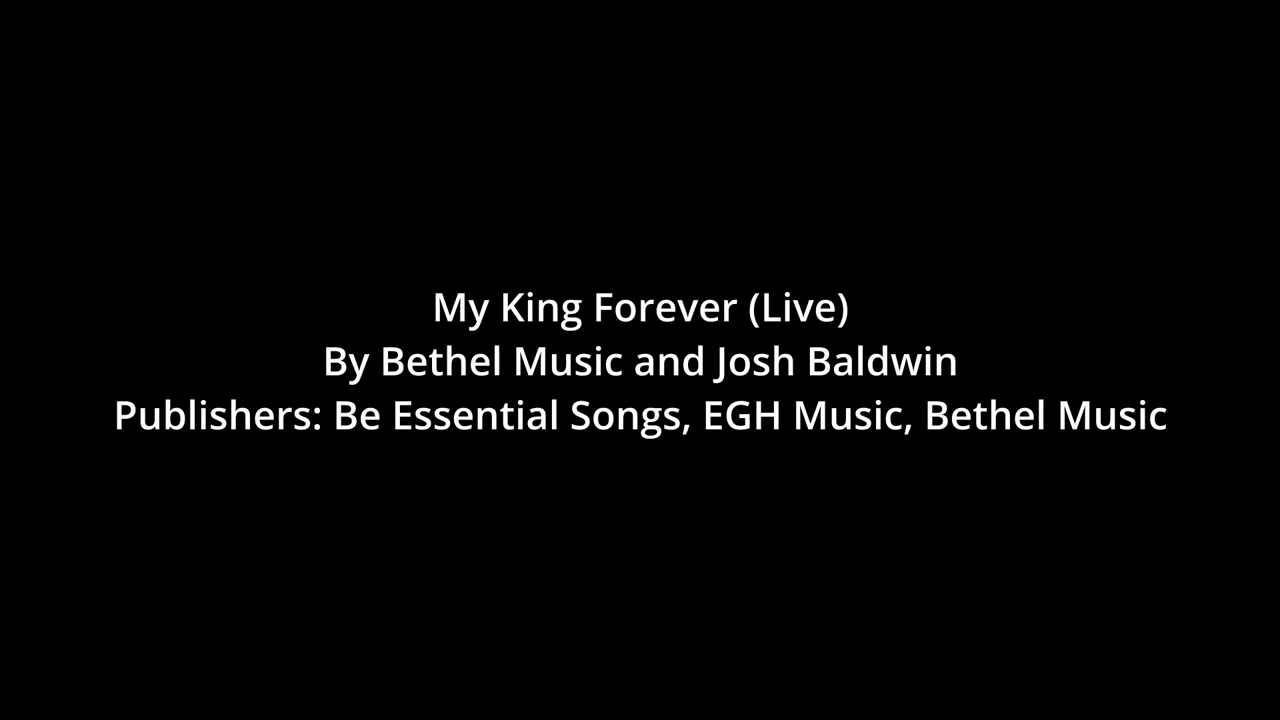 My King Forever (Live)
By Bethel Music and Josh Baldwin
Publishers: Be Essential Songs, EGH Music, Bethel Music